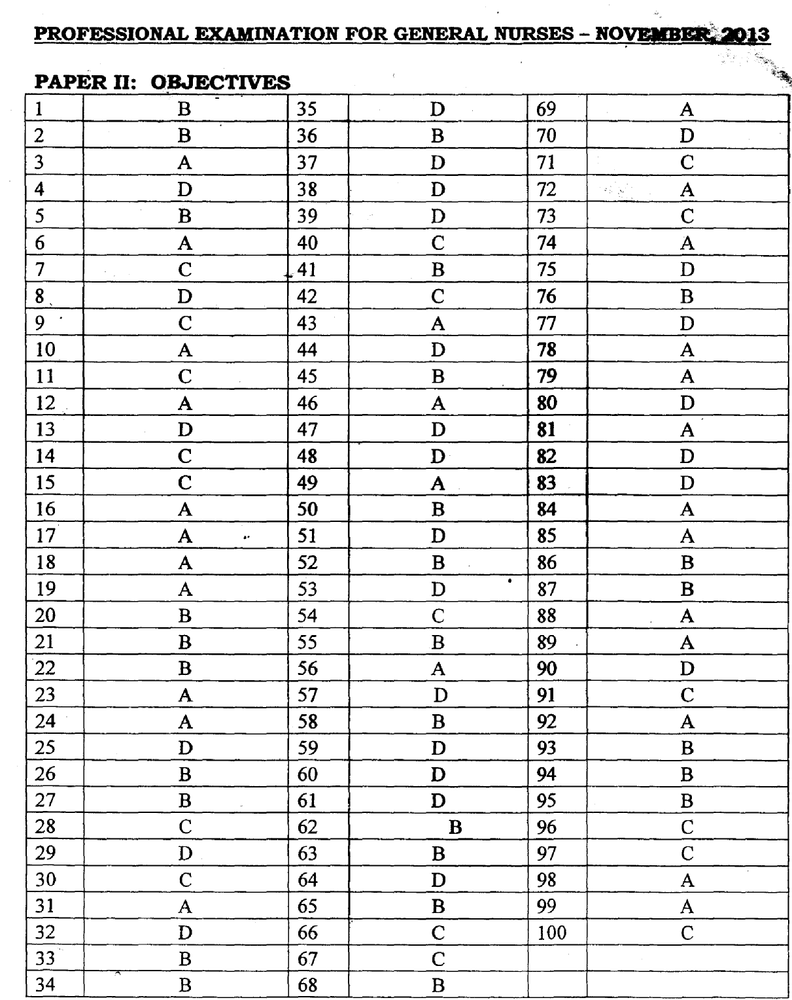 PROFESSIONAL EXAMINATION FOR GENERAL NURSES – NOVEMBER, 2013
PAPER II: OBJECTIVES
1 B 35 D 69 A
2 B 36 B 70 D
3 A 37 D 71 C
4 D 38 D 72 A
5 B 39 D 73 C
6 A 40 C 74 A
7 C 41 B 75 D
8 D 42 C 76 B
9 C 43 A 77 D
10 A 44 D 78 A
11 C 45 B 79 A
12 A 46 A 80 D
13 D 47 D 81 A
14 C 48 D 82 D
15 C 49 A 83 D
16 A 50 B 84 A
17 A 51 D 85 A
18 A 52 B 86 B
19 A 53 D 87 B
20 B 54 C 88 A
21 B 55 B 89 A
22 B 56 A 90 D
23 A 57 D 91 C
24 A 58 B 92 A
25 D 59 D 93 B
26 B 60 D 94 B
27 B 61 D 95 B
28 C 62 B 96 C
29 D 63 B 97 C
30 C 64 D 98 A
31 A 65 B 99 A
32 D 66 C 100 C
33 B 67 C
34 B 68 B